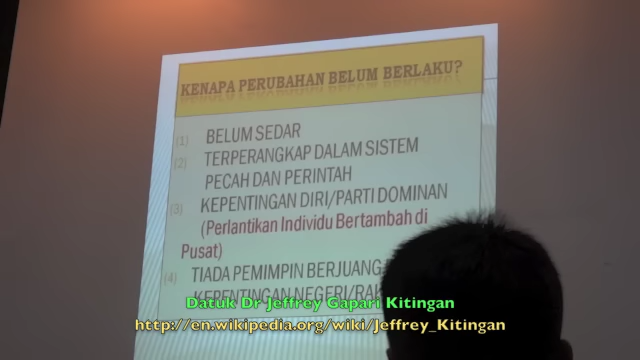 KENAPA PERUBAHAN BELUM BERLAKU?
(1) BELUM SEDAR
(2) TERPERANGKAP DALAM SISTEM
PECAH DAN PERINTAH
(3) KEPENTINGAN DIRI/PARTI DOMINAN
(Perlantikan Individu Bertambah di
Pusat)
(4) TIADA PEMIMPIN BERJUANG
KEPENTINGAN NEGERI/
Datuk Dr Jeffrey Gapari Kitingan
http://en.wikipedia.org/wiki/Jeffrey_Kitingan